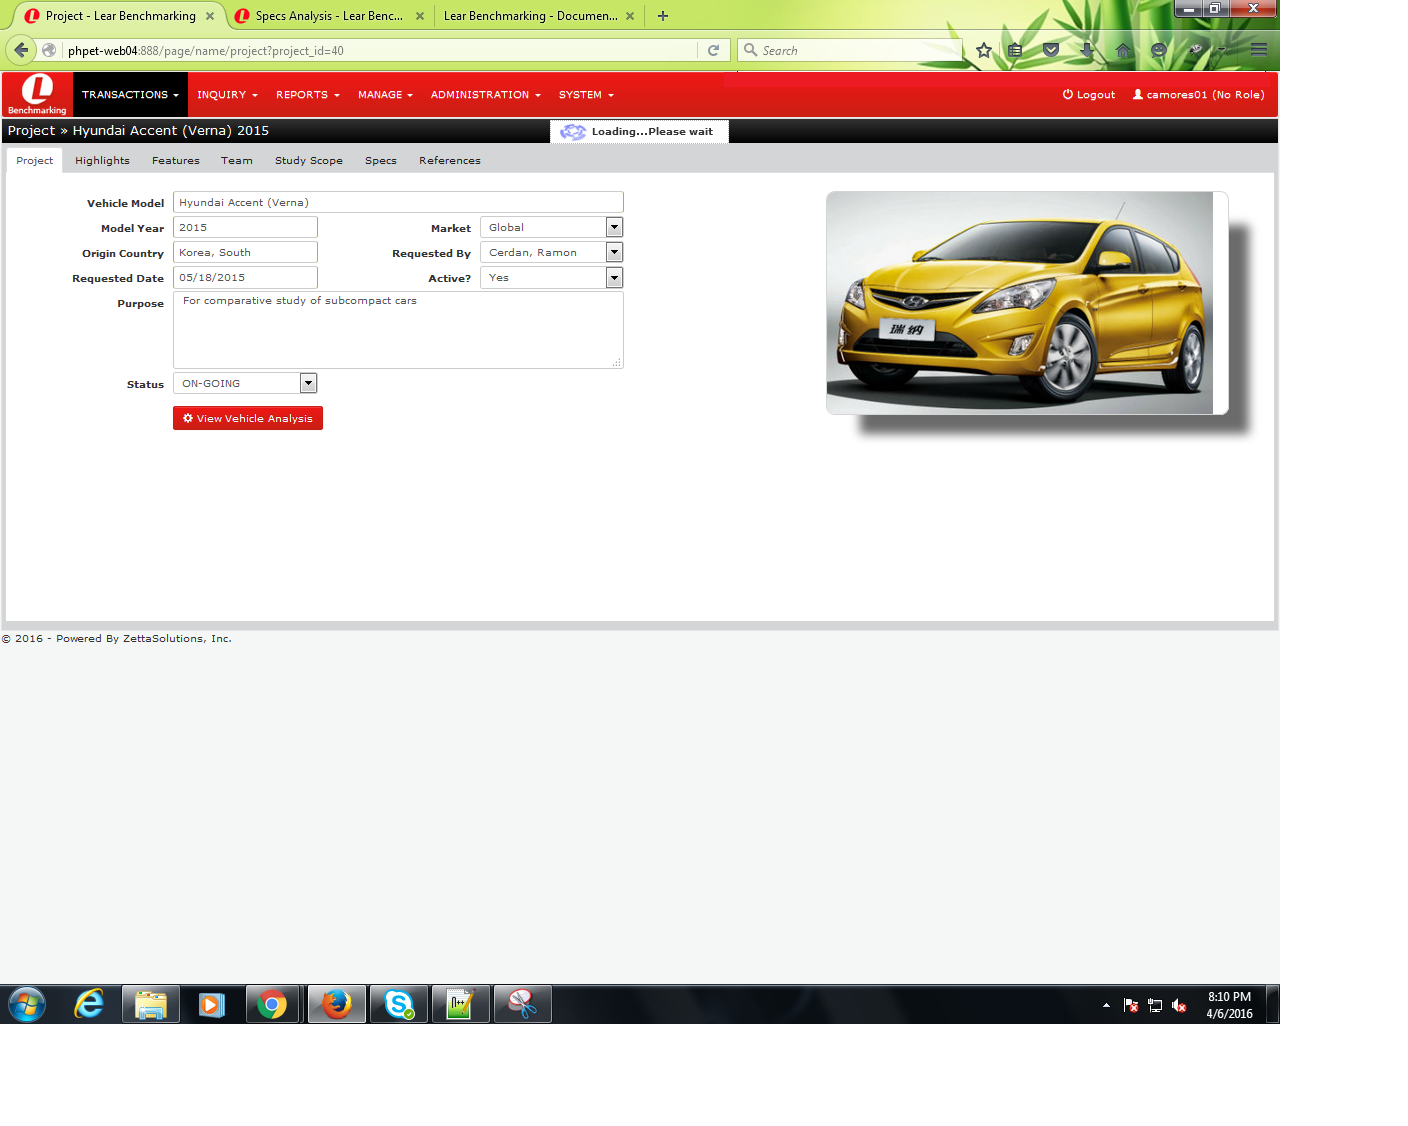 Project - Lear Benchmarking
Specs Analysis - Lear Benc...
Lear Benchmarking - Documen...
phpet-web04:888/page/name/project?project_id=40
Search
Benchmarking
TRANSACTIONS
INQUIRY
REPORTS
MANAGE
ADMINISTRATION
SYSTEM
Logout
camores01 (No Role)
Project » Hyundai Accent (Verna) 2015
Loading...Please wait
Project
Highlights
Features
Team
Study Scope
Specs
References
Vehicle Model
Hyundai Accent (Verna)
Model Year
2015
Market
Global
Origin Country
Korea, South
Requested By
Cerdan, Ramon
Requested Date
05/18/2015
Active?
Yes
Purpose
For comparative study of subcompact cars
Status
ON-GOING
View Vehicle Analysis
瑞纳
© 2016 - Powered By ZettaSolutions, Inc.
8:10 PM
4/6/2016